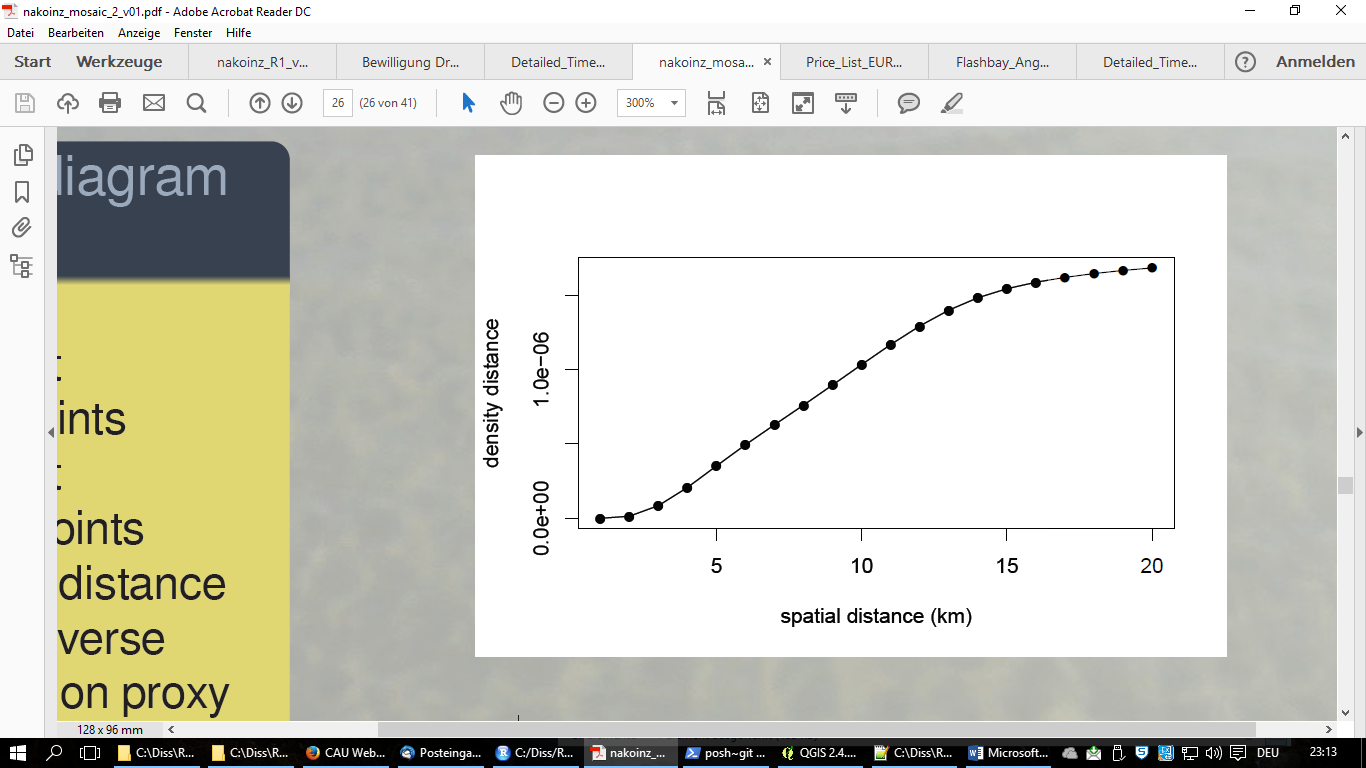 nakoinz_mosaic_2_v01.pdf - Adobe Acrobat Reader DC
Datei Bearbeiten Anzeige Fenster Hilfe
Start Werkzeuge nakoinz_R1_v... Bewilligung Dr... Detailed_Time... nakoinz_mosa... × Price_List_EUR... Flashbay_Ang... Detailed_Time... ? Anmelden
26 (26 von 41) 300%
iagram
ints
oints
distance
verse
on proxy
density distance
0.0e+00 1.0e−06
5 10 15 20
spatial distance (km)
128 x 96 mm
C:\Diss\R... C:\Diss\R... CAU Web... Posteinga... C:/Diss/R... nakoinz_... posh~git ... QGIS 2.4.... C:\Diss\R... Microsoft... DEU 23:13